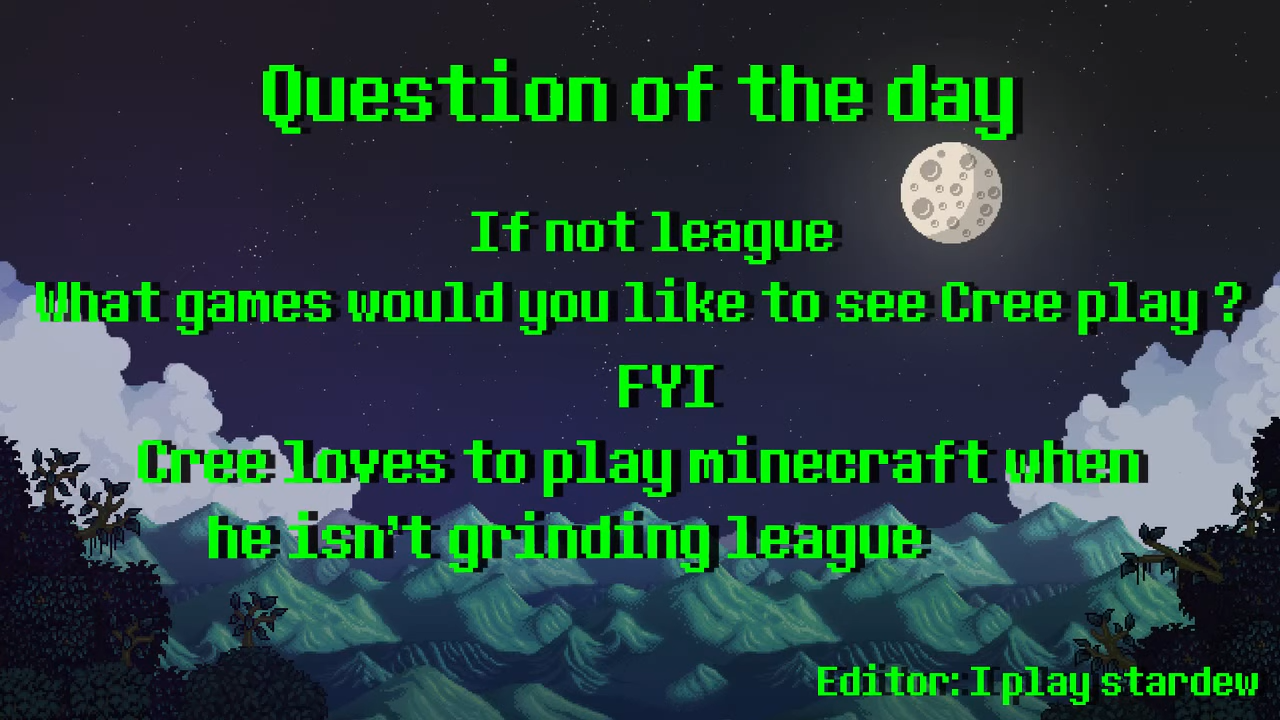 Question of the day
If not league
What games would you like to see Cree play ?
FYI
Cree loves to play minecraft when
he isn't grinding league
Editor: I play stardew